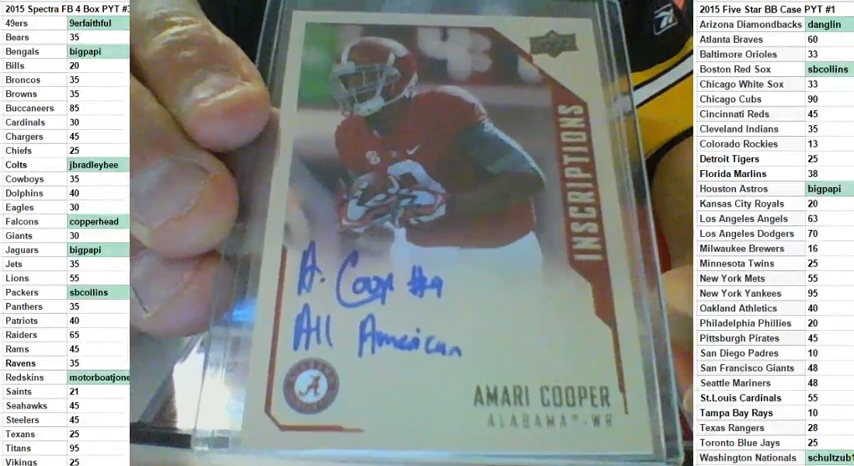 2015 Spectra FB 4 Box PYT #3
49ers 9erfaithful
Bears 35
Bengals bigpapi
Bills 20
Broncos 35
Browns 35
Buccaneers 85
Cardinals 30
Chargers 45
Chiefs 25
Colts jbradleybee
Cowboys 35
Dolphins 40
Eagles 30
Falcons copperhead
Giants 30
Jaguars bigpapi
Jets 35
Lions 55
Packers sbcollins
Panthers 35
Patriots 40
Raiders 65
Rams 45
Ravens 35
Redskins motorboatjone
Saints 21
Seahawks 45
Steelers 45
Texans 25
Titans 95
Vikings 25
UPPER DECK
INSCRIPTIONS
A. Coop #9
All American
A
AMARI COOPER
ALABAMA - WR
2015 Five Star BB Case PYT #1
Arizona Diamondbacks danglin
Atlanta Braves 60
Baltimore Orioles 33
Boston Red Sox sbcollins
Chicago White Sox 33
Chicago Cubs 90
Cincinnati Reds 45
Cleveland Indians 35
Colorado Rockies 13
Detroit Tigers 25
Florida Marlins 38
Houston Astros bigpapi
Kansas City Royals 20
Los Angeles Angels 63
Los Angeles Dodgers 70
Milwaukee Brewers 16
Minnesota Twins 25
New York Mets 55
New York Yankees 95
Oakland Athletics 40
Philadelphia Phillies 20
Pittsburgh Pirates 45
San Diego Padres 10
San Francisco Giants 48
Seattle Mariners 48
St.Louis Cardinals 55
Tampa Bay Rays 10
Texas Rangers 28
Toronto Blue Jays 25
Washington Nationals schultzub1